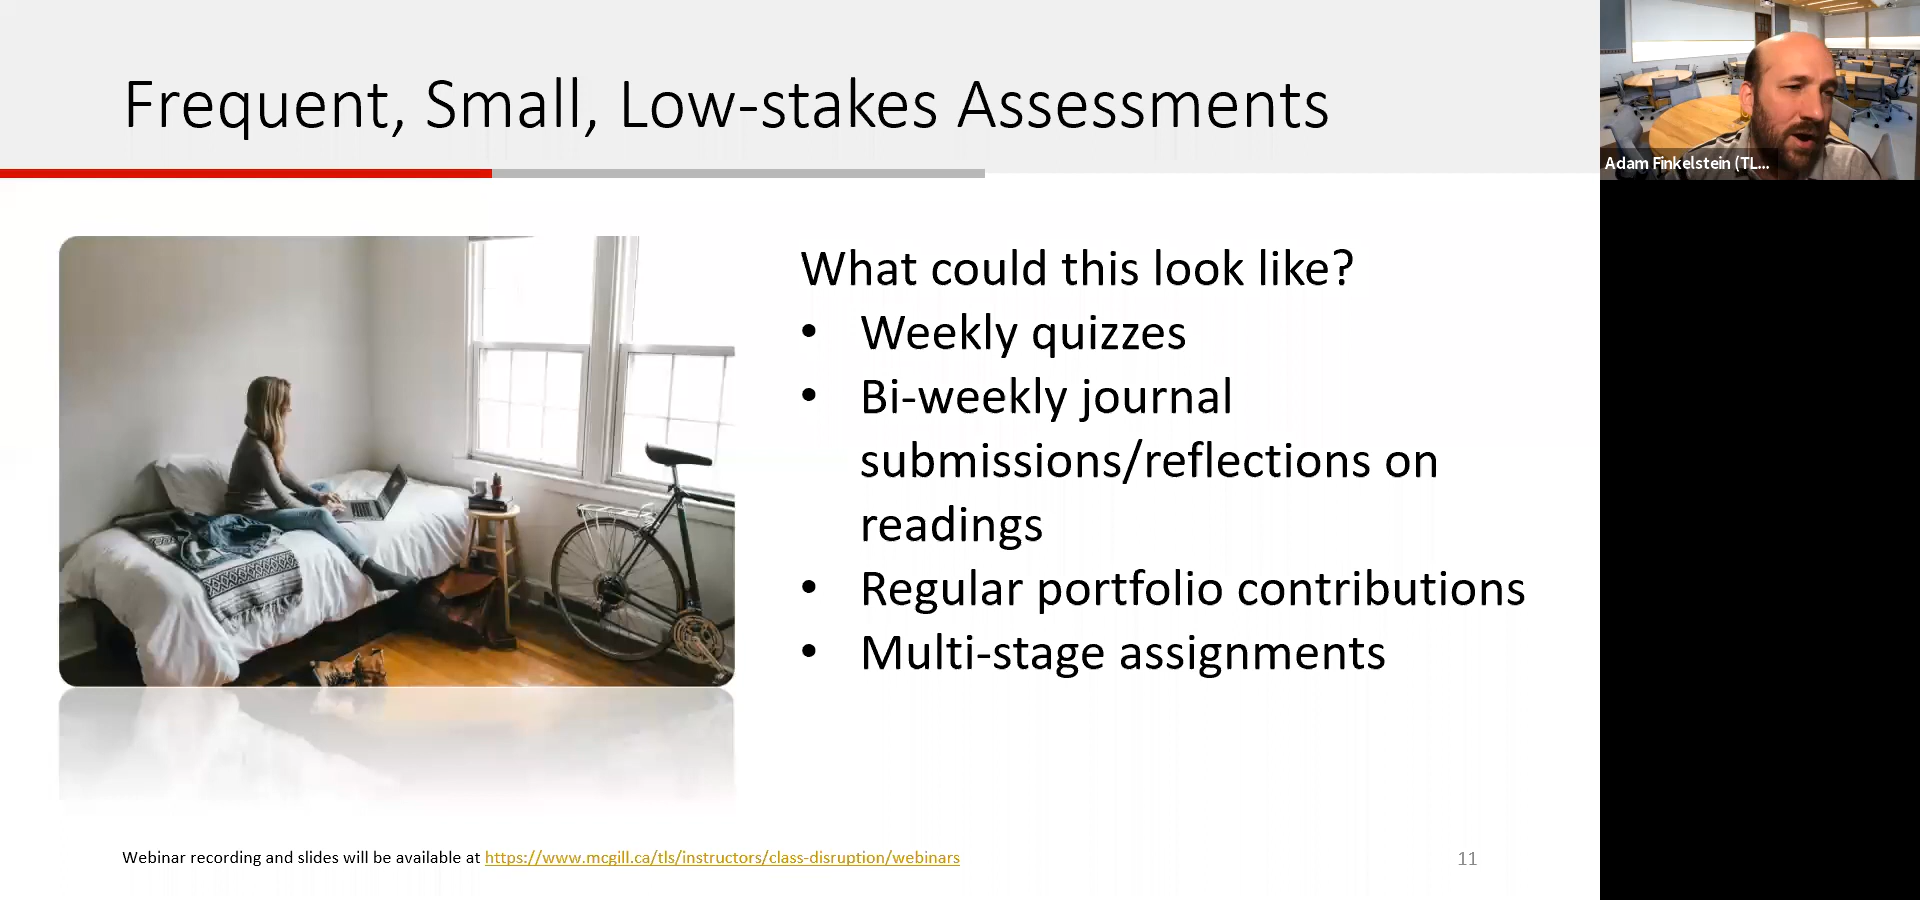 Frequent, Small, Low-stakes Assessments
Adam Finkelstein (TL...
What could this look like?
• Weekly quizzes
• Bi-weekly journal
submissions/reflections on
readings
• Regular portfolio contributions
• Multi-stage assignments
Webinar recording and slides will be available at https://www.mcgill.ca/tls/instructors/class-disruption/webinars
11